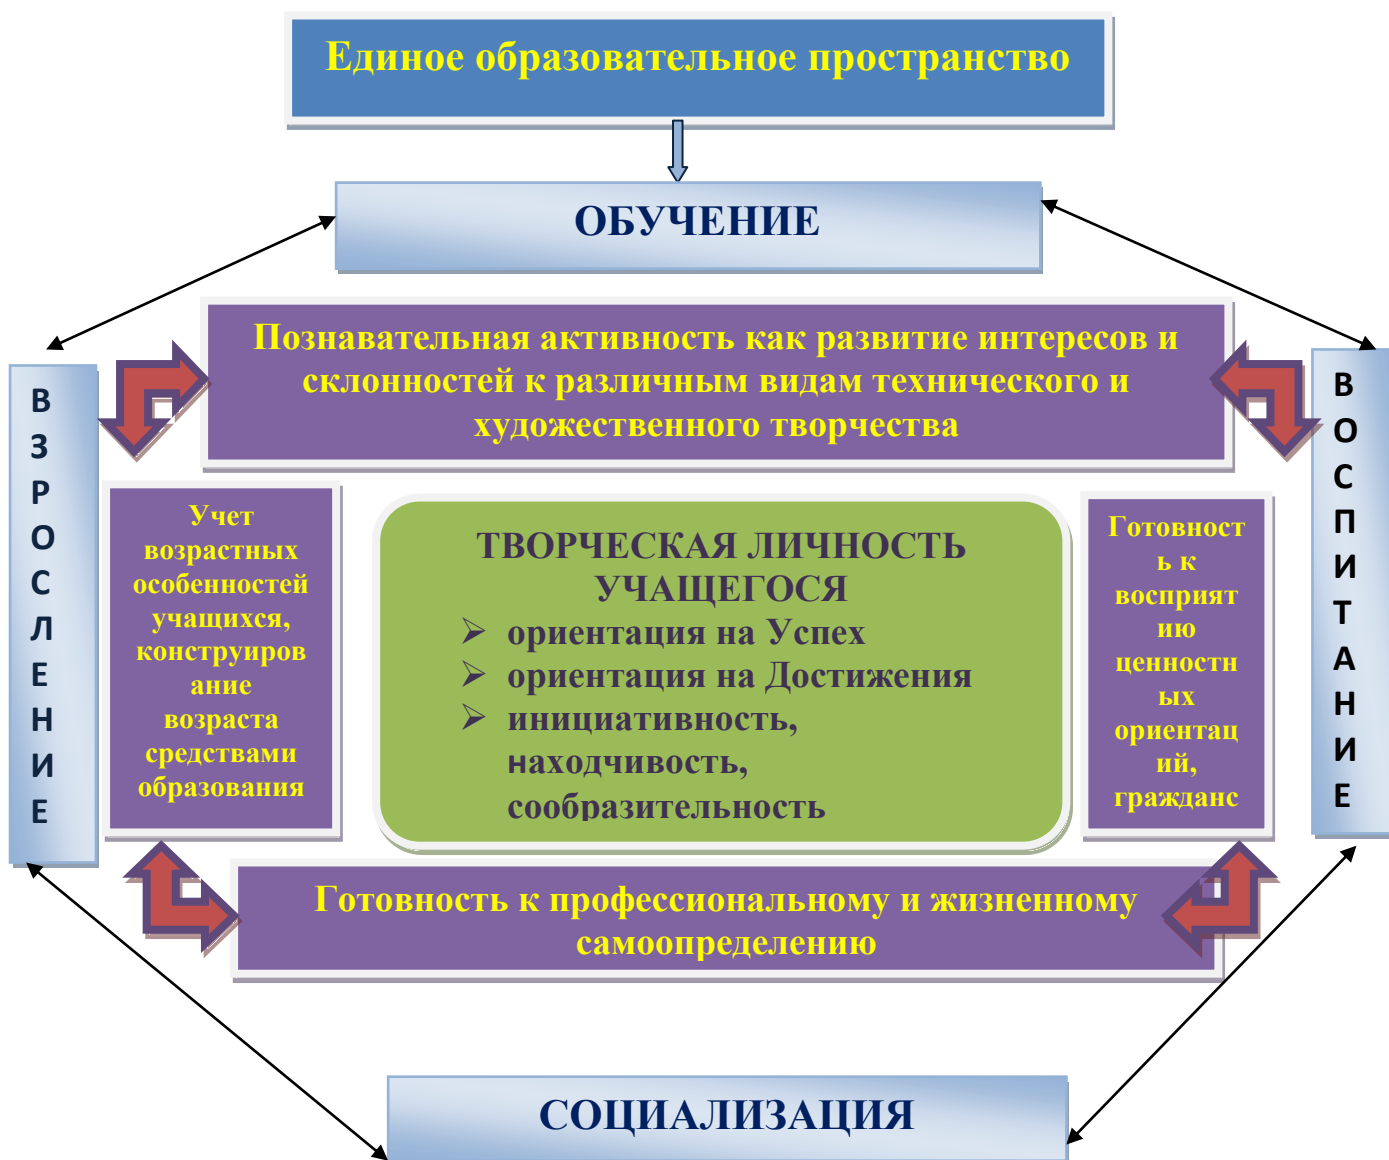 Единое образовательное пространство
ОБУЧЕНИЕ
Познавательная активность как развитие интересов и
склонностей к различным видам технического и
художественного творчества
ВЗРОСЛЕНИЕ
Учет
возрастных
особенностей
учащихся,
конструиров
ание
возраста
средствами
образования
ТВОРЧЕСКАЯ ЛИЧНОСТЬ
УЧАЩЕГОСЯ
➢ ориентация на Успех
➢ ориентация на Достижения
➢ инициативность,
находчивость,
сообразительность
Готовност
ь к
восприят
ию
ценностн
ых
ориентац
ий,
гражданс
ВОСПИТАНИЕ
Готовность к профессиональному и жизненному
самоопределению
СОЦИАЛИЗАЦИЯ